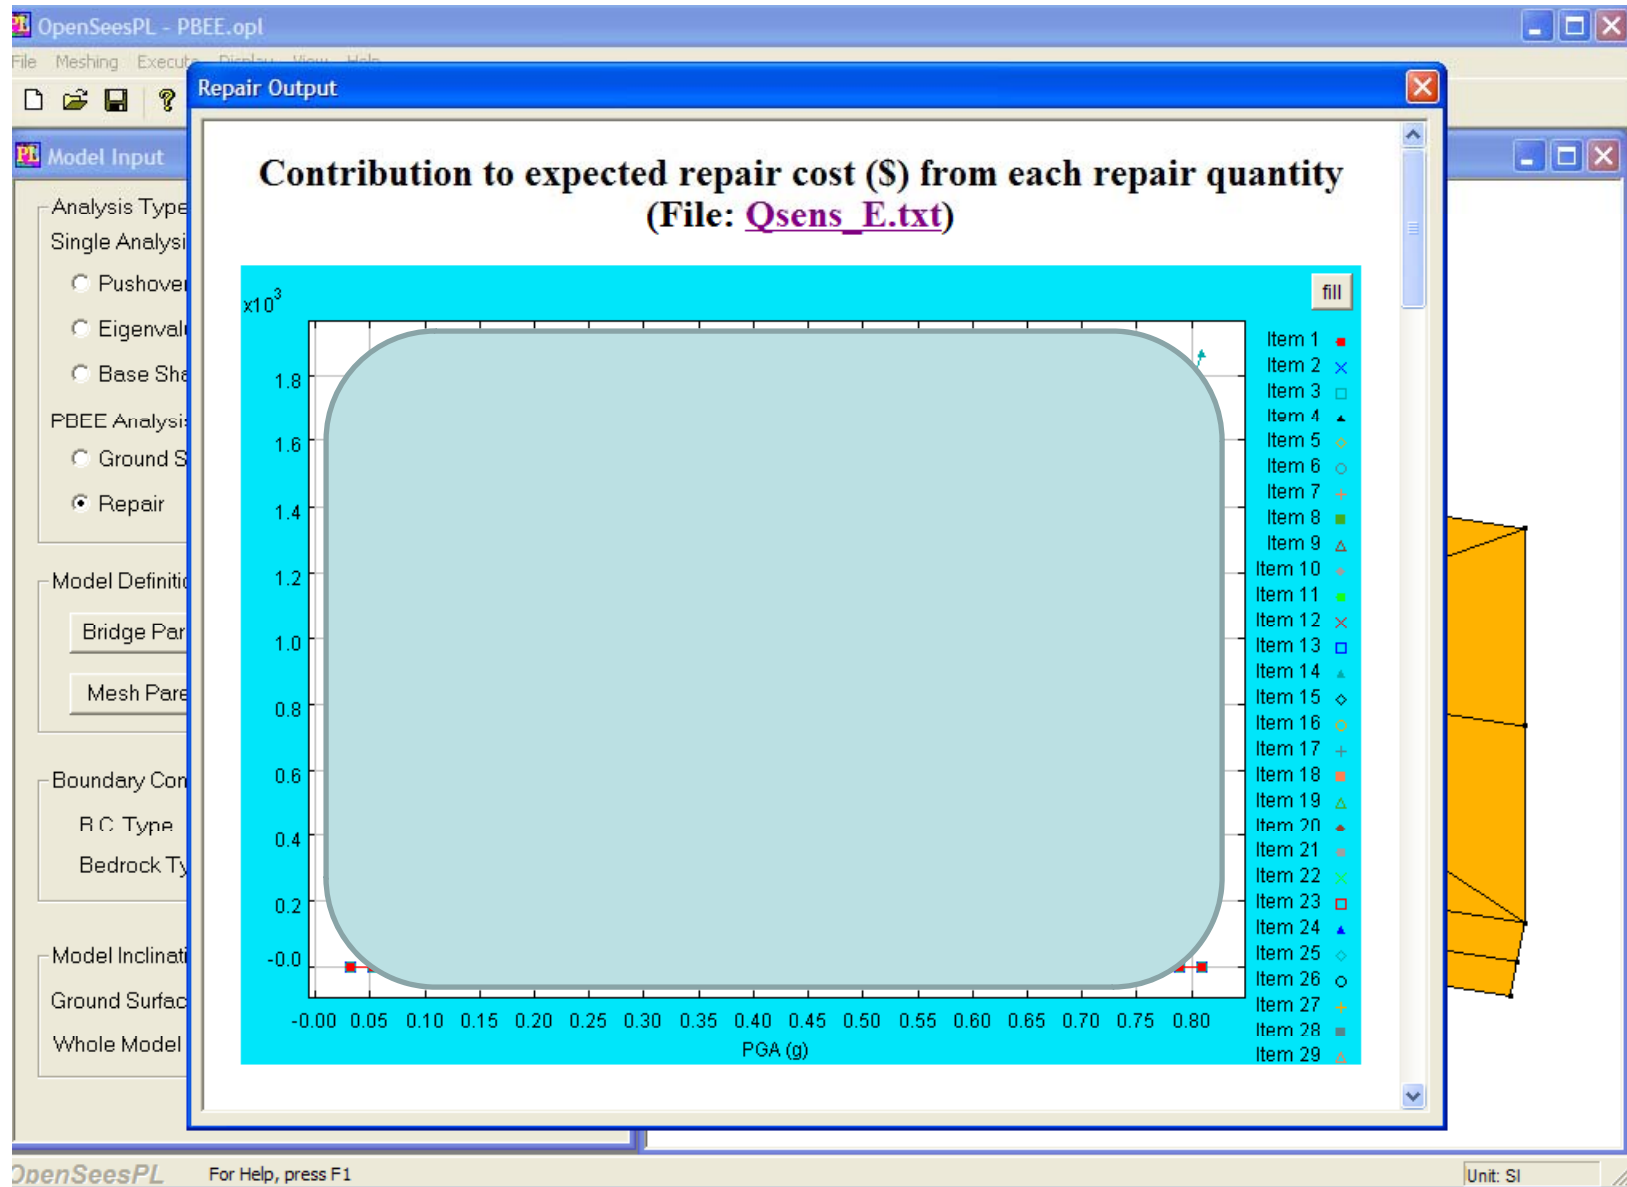 OpenSeesPL - PBEE.opl
File Meshing Execute Display View Help
Repair Output
Model Input
Contribution to expected repair cost ($) from each repair quantity
(File: Qsens_E.txt)
Analysis Type
Single Analysi
Pushover
Eigenvalu
Base She
PBEE Analysis
Ground S
Repair
Model Definitio
Bridge Par
Mesh Para
Boundary Con
B.C. Type
Bedrock Ty
Model Inclinati
Ground Surfac
Whole Model
fill
x10³
1.8
1.6
1.4
1.2
1.0
0.8
0.6
0.4
0.2
-0.0
-0.00 0.05 0.10 0.15 0.20 0.25 0.30 0.35 0.40 0.45 0.50 0.55 0.60 0.65 0.70 0.75 0.80
PGA (g)
Item 1
Item 2
Item 3
Item 4
Item 5
Item 6
Item 7
Item 8
Item 9
Item 10
Item 11
Item 12
Item 13
Item 14
Item 15
Item 16
Item 17
Item 18
Item 19
Item 20
Item 21
Item 22
Item 23
Item 24
Item 25
Item 26
Item 27
Item 28
Item 29
OpenSeesPL
For Help, press F1
Unit: SI